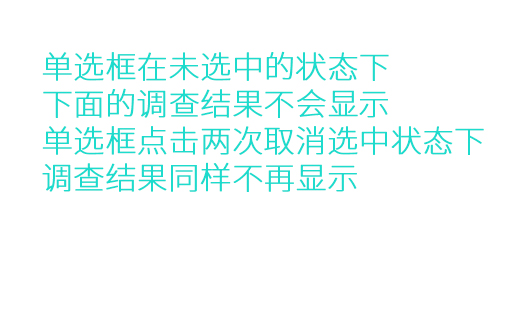 单选框在未选中的状态下
下面的调查结果不会显示
单选框点击两次取消选中状态下
调查结果同样不再显示